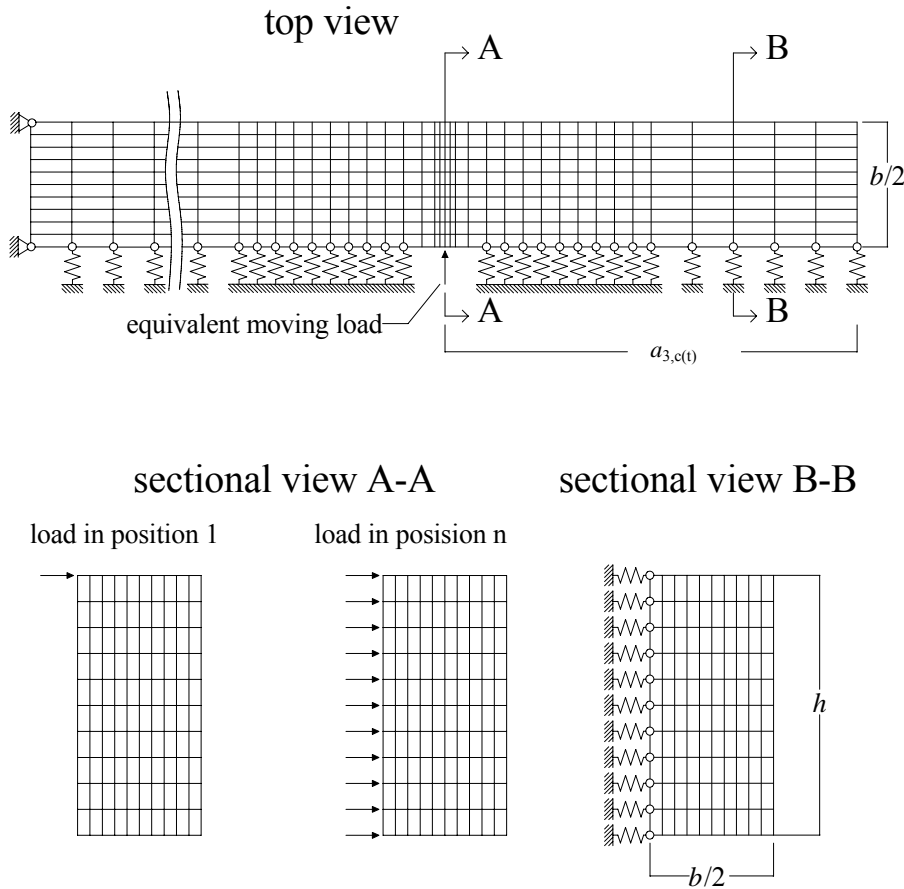 top view
A
B
b/2
equivalent moving load
A
B
a3,c(t)
sectional view A-A
sectional view B-B
load in position 1
load in posision n
h
b/2